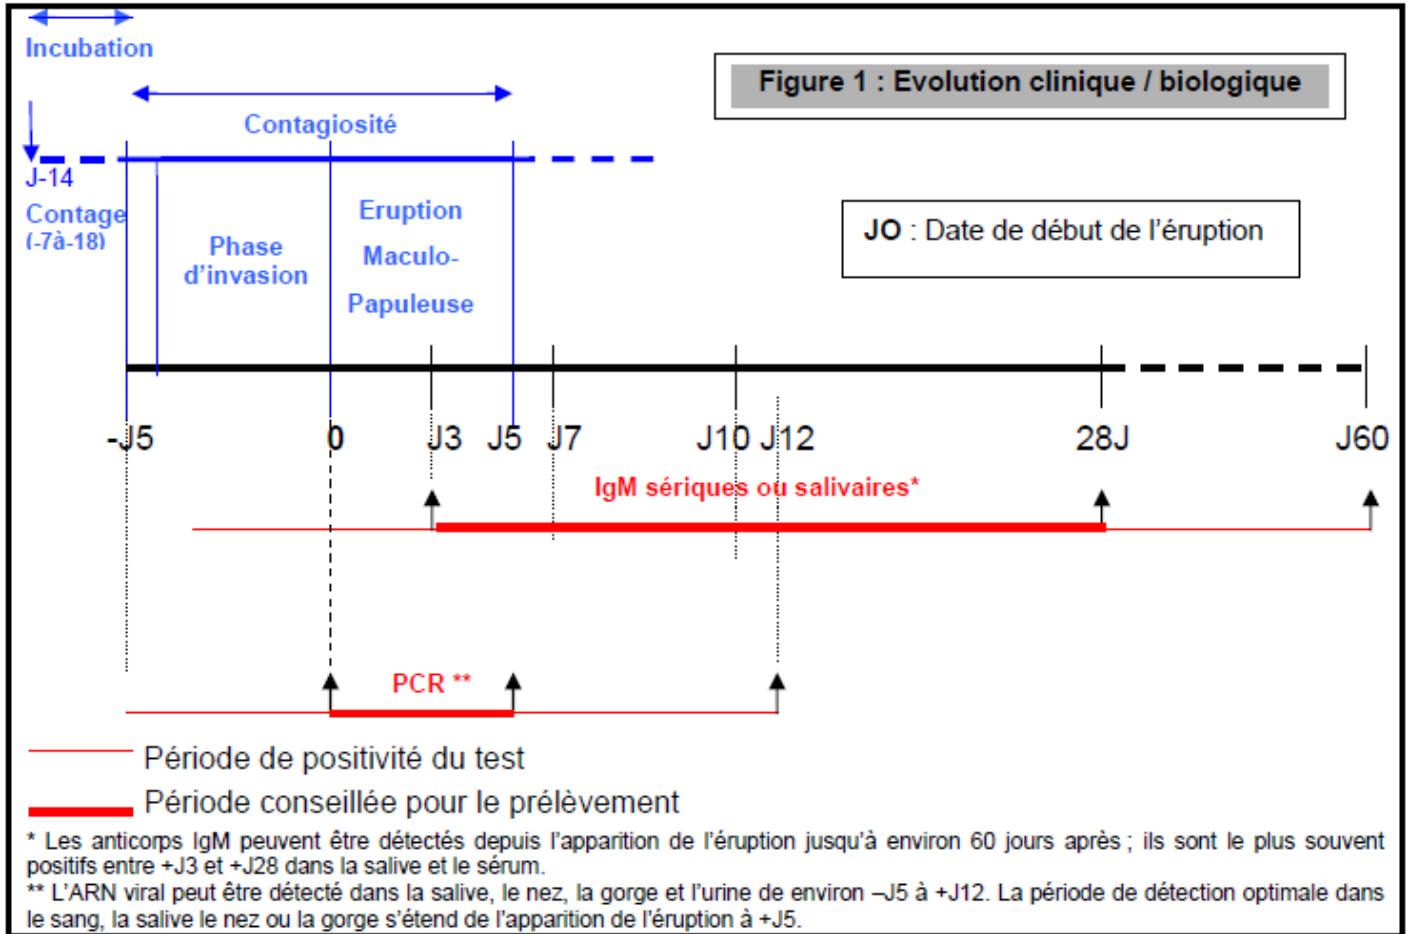 Incubation
Figure 1 : Evolution clinique / biologique
Contagiosité
J-14
Contage
(-7à-18)
Phase
d'invasion
Eruption
Maculo-
Papuleuse
JO : Date de début de l'éruption
-J5 0 J3 J5 J7 J10 J12 28J J60
IgM sériques ou salivaires*
PCR **
Période de positivité du test
Période conseillée pour le prélèvement
* Les anticorps IgM peuvent être détectés depuis l'apparition de l'éruption jusqu'à environ 60 jours après ; ils sont le plus souvent
positifs entre +J3 et +J28 dans la salive et le sérum.
** L'ARN viral peut être détecté dans la salive, le nez, la gorge et l'urine de environ –J5 à +J12. La période de détection optimale dans
le sang, la salive le nez ou la gorge s'étend de l'apparition de l'éruption à +J5.